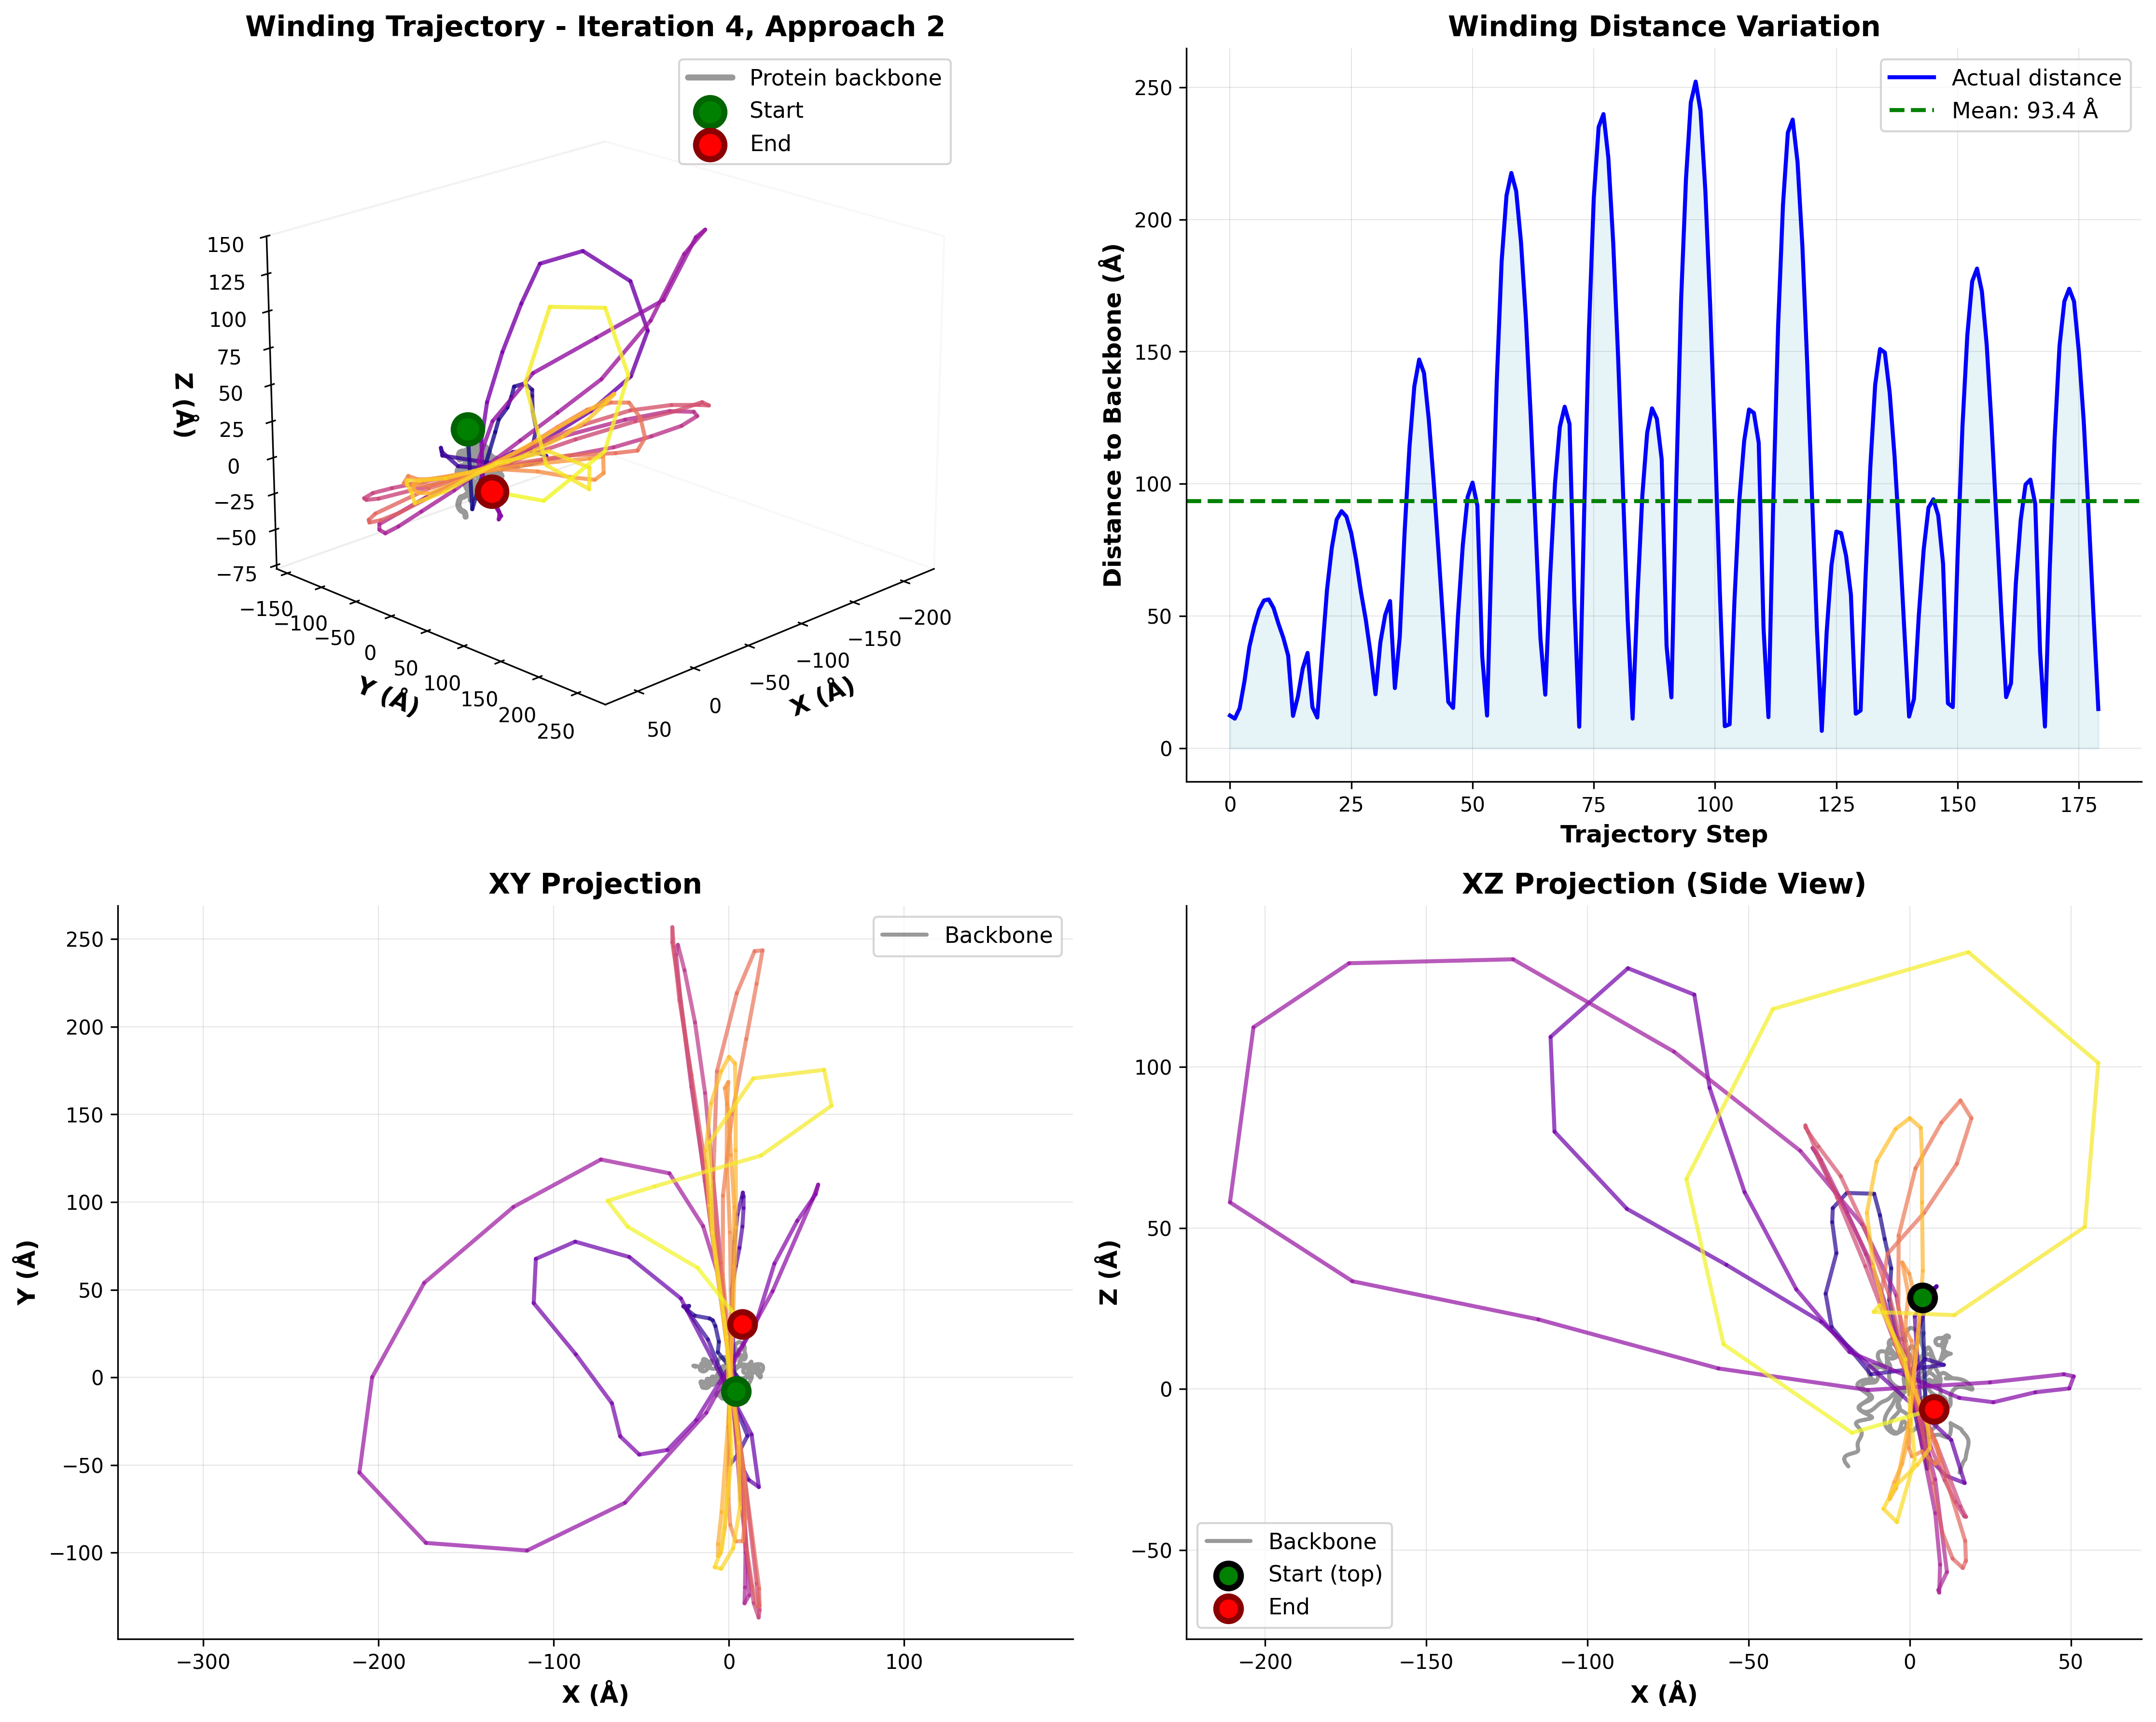 Winding Trajectory - Iteration 4, Approach 2
Protein backbone
Start
End
150
125
100
75
50
25
0
−25
−50
−75
Z (Å)
−150
−100
−50
0
50
100
150
200
250
Y (Å)
50
0
−50
−100
−150
−200
X (Å)
Winding Distance Variation
Actual distance
Mean: 93.4 Å
250
200
150
100
50
0
Distance to Backbone (Å)
0
25
50
75
100
125
150
175
Trajectory Step
XY Projection
Backbone
250
200
150
100
50
0
−50
−100
Y (Å)
−300
−200
−100
0
100
X (Å)
XZ Projection (Side View)
100
50
0
−50
Z (Å)
Backbone
Start (top)
End
−200
−150
−100
−50
0
50
X (Å)